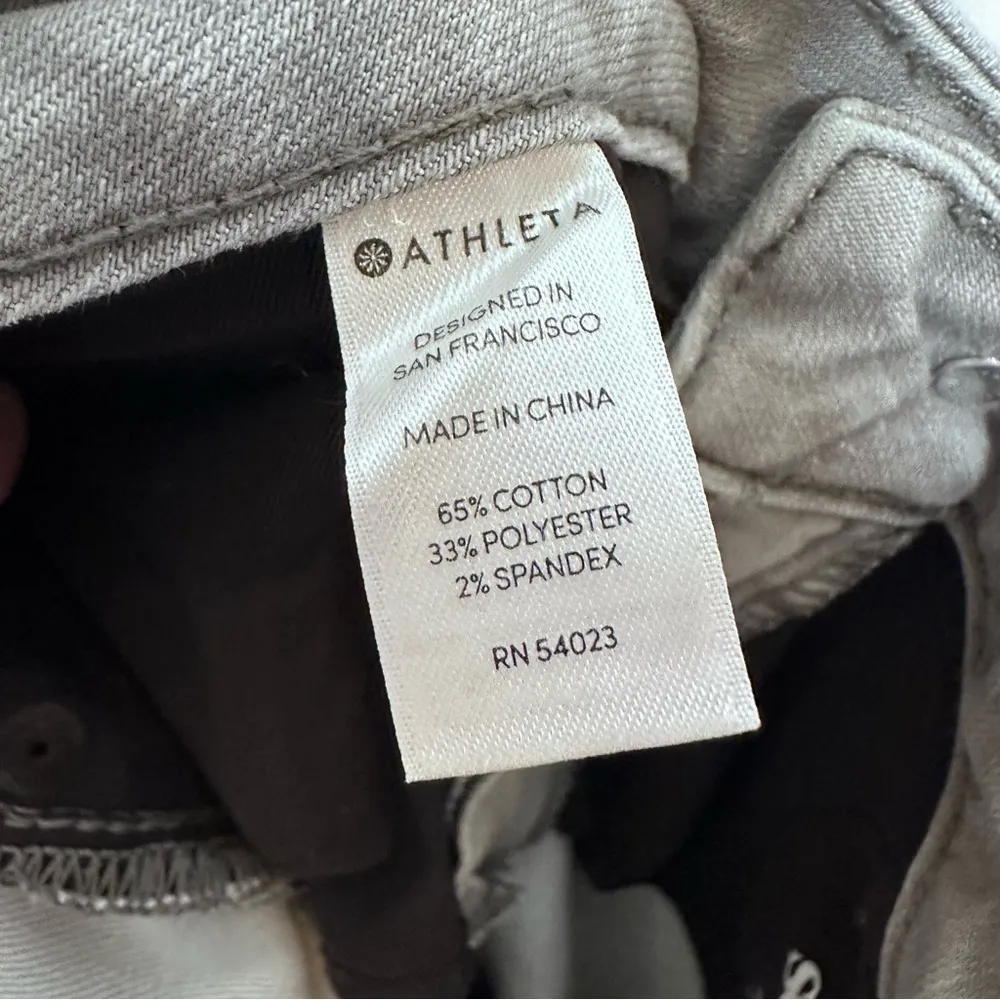 ATHLETA
DESIGNED IN
SAN FRANCISCO
MADE IN CHINA
65% COTTON
33% POLYESTER
2% SPANDEX
RN 54023